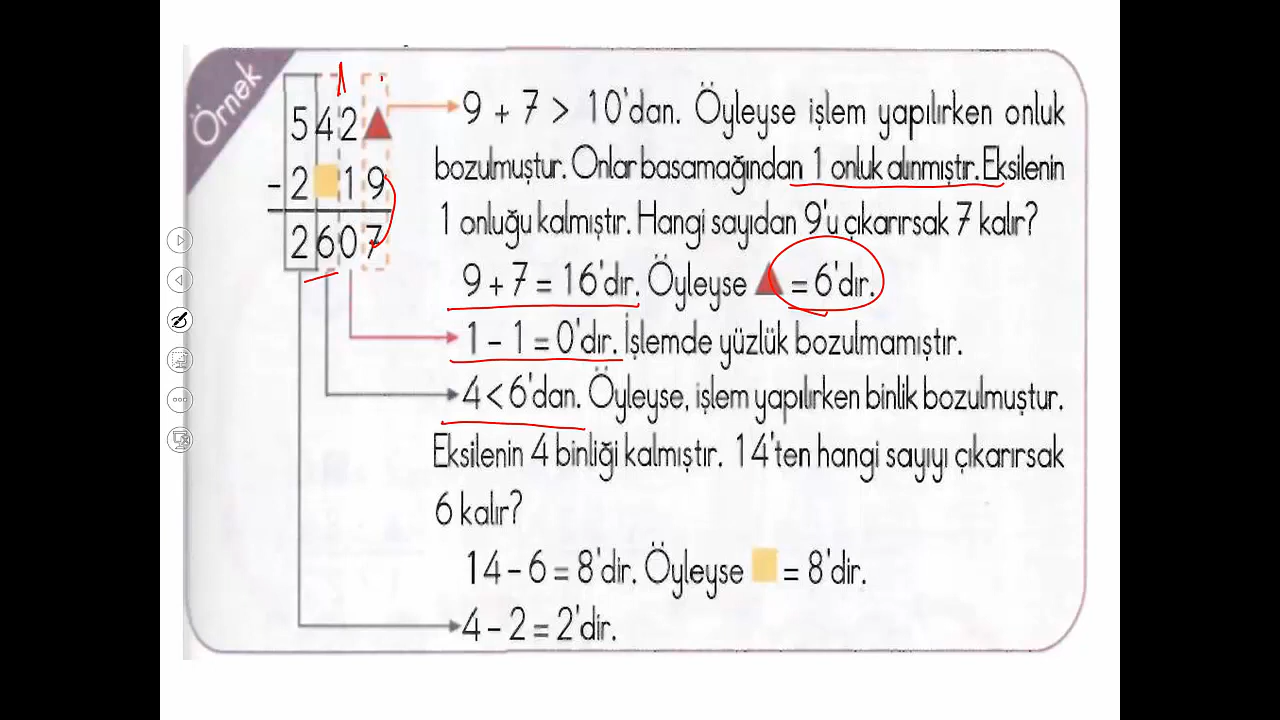 Örnek
1
542▲ 9 + 7 > 10'dan. Öyleyse işlem yapılırken onluk
bozulmuştur. Onlar basamağından 1 onluk alınmıştır. Eksilenin
- 2■19
1 onluğu kalmıştır. Hangi sayıdan 9'u çıkarırsak 7 kalır?
2607
9 + 7 = 16'dır. Öyleyse ▲ = 6'dır.
1 - 1 = 0'dır. İşlemde yüzlük bozulmamıştır.
4 < 6'dan. Öyleyse, işlem yapılırken binlik bozulmuştur.
Eksilenin 4 binliği kalmıştır. 14'ten hangi sayıyı çıkarırsak
6 kalır?
14 - 6 = 8'dir. Öyleyse ■ = 8'dir.
4 - 2 = 2'dir.